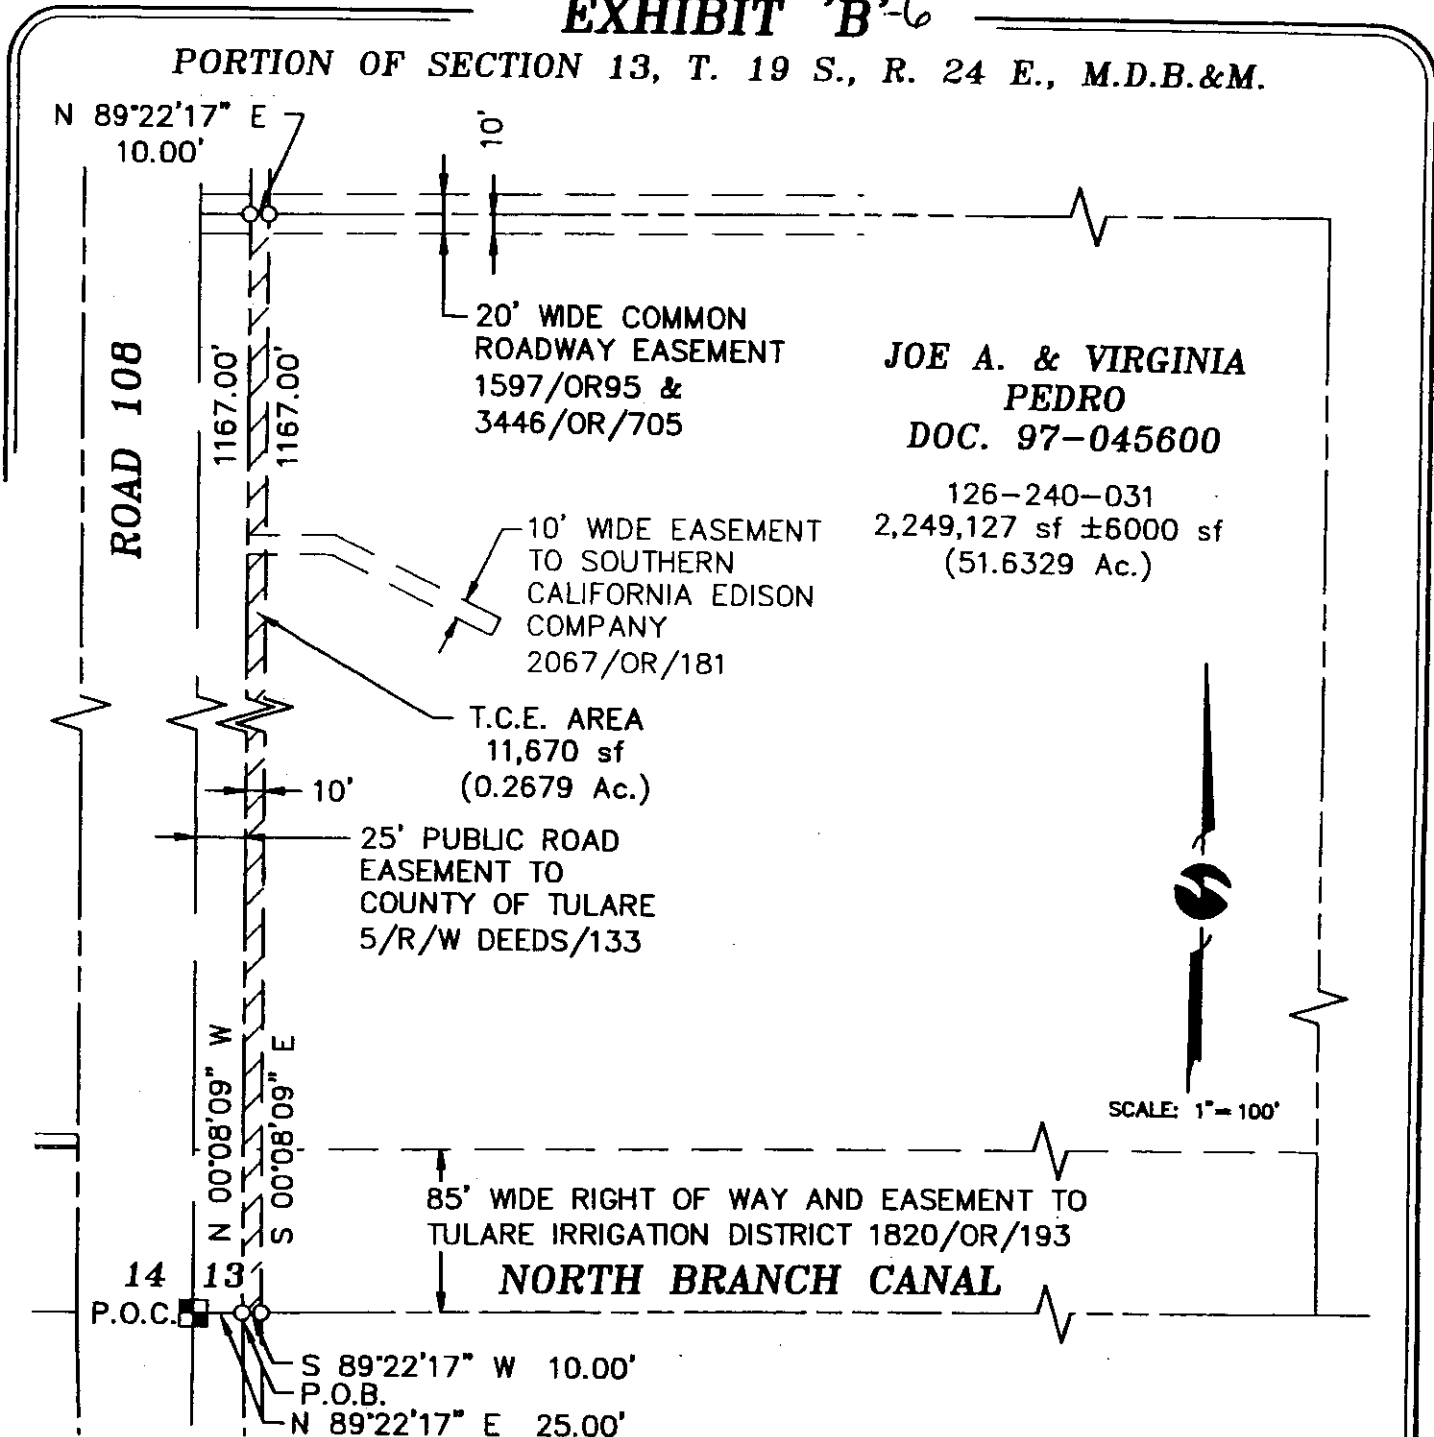 EXHIBIT 'B'-6
PORTION OF SECTION 13, T. 19 S., R. 24 E., M.D.B.&M.
N 89°22'17" E
10.00'
10'
20' WIDE COMMON
ROADWAY EASEMENT
1597/OR95 &
3446/OR/705
JOE A. & VIRGINIA
PEDRO
DOC. 97-045600
126-240-031
2,249,127 sf ±6000 sf
(51.6329 Ac.)
ROAD 108
1167.00'
1167.00'
10' WIDE EASEMENT
TO SOUTHERN
CALIFORNIA EDISON
COMPANY
2067/OR/181
T.C.E. AREA
11,670 sf
(0.2679 Ac.)
10'
25' PUBLIC ROAD
EASEMENT TO
COUNTY OF TULARE
5/R/W DEEDS/133
N 00°08'09" W
S 00°08'09" E
SCALE: 1"=100'
85' WIDE RIGHT OF WAY AND EASEMENT TO
TULARE IRRIGATION DISTRICT 1820/OR/193
NORTH BRANCH CANAL
14 13
P.O.C.
S 89°22'17" W 10.00'
P.O.B.
N 89°22'17" E 25.00'